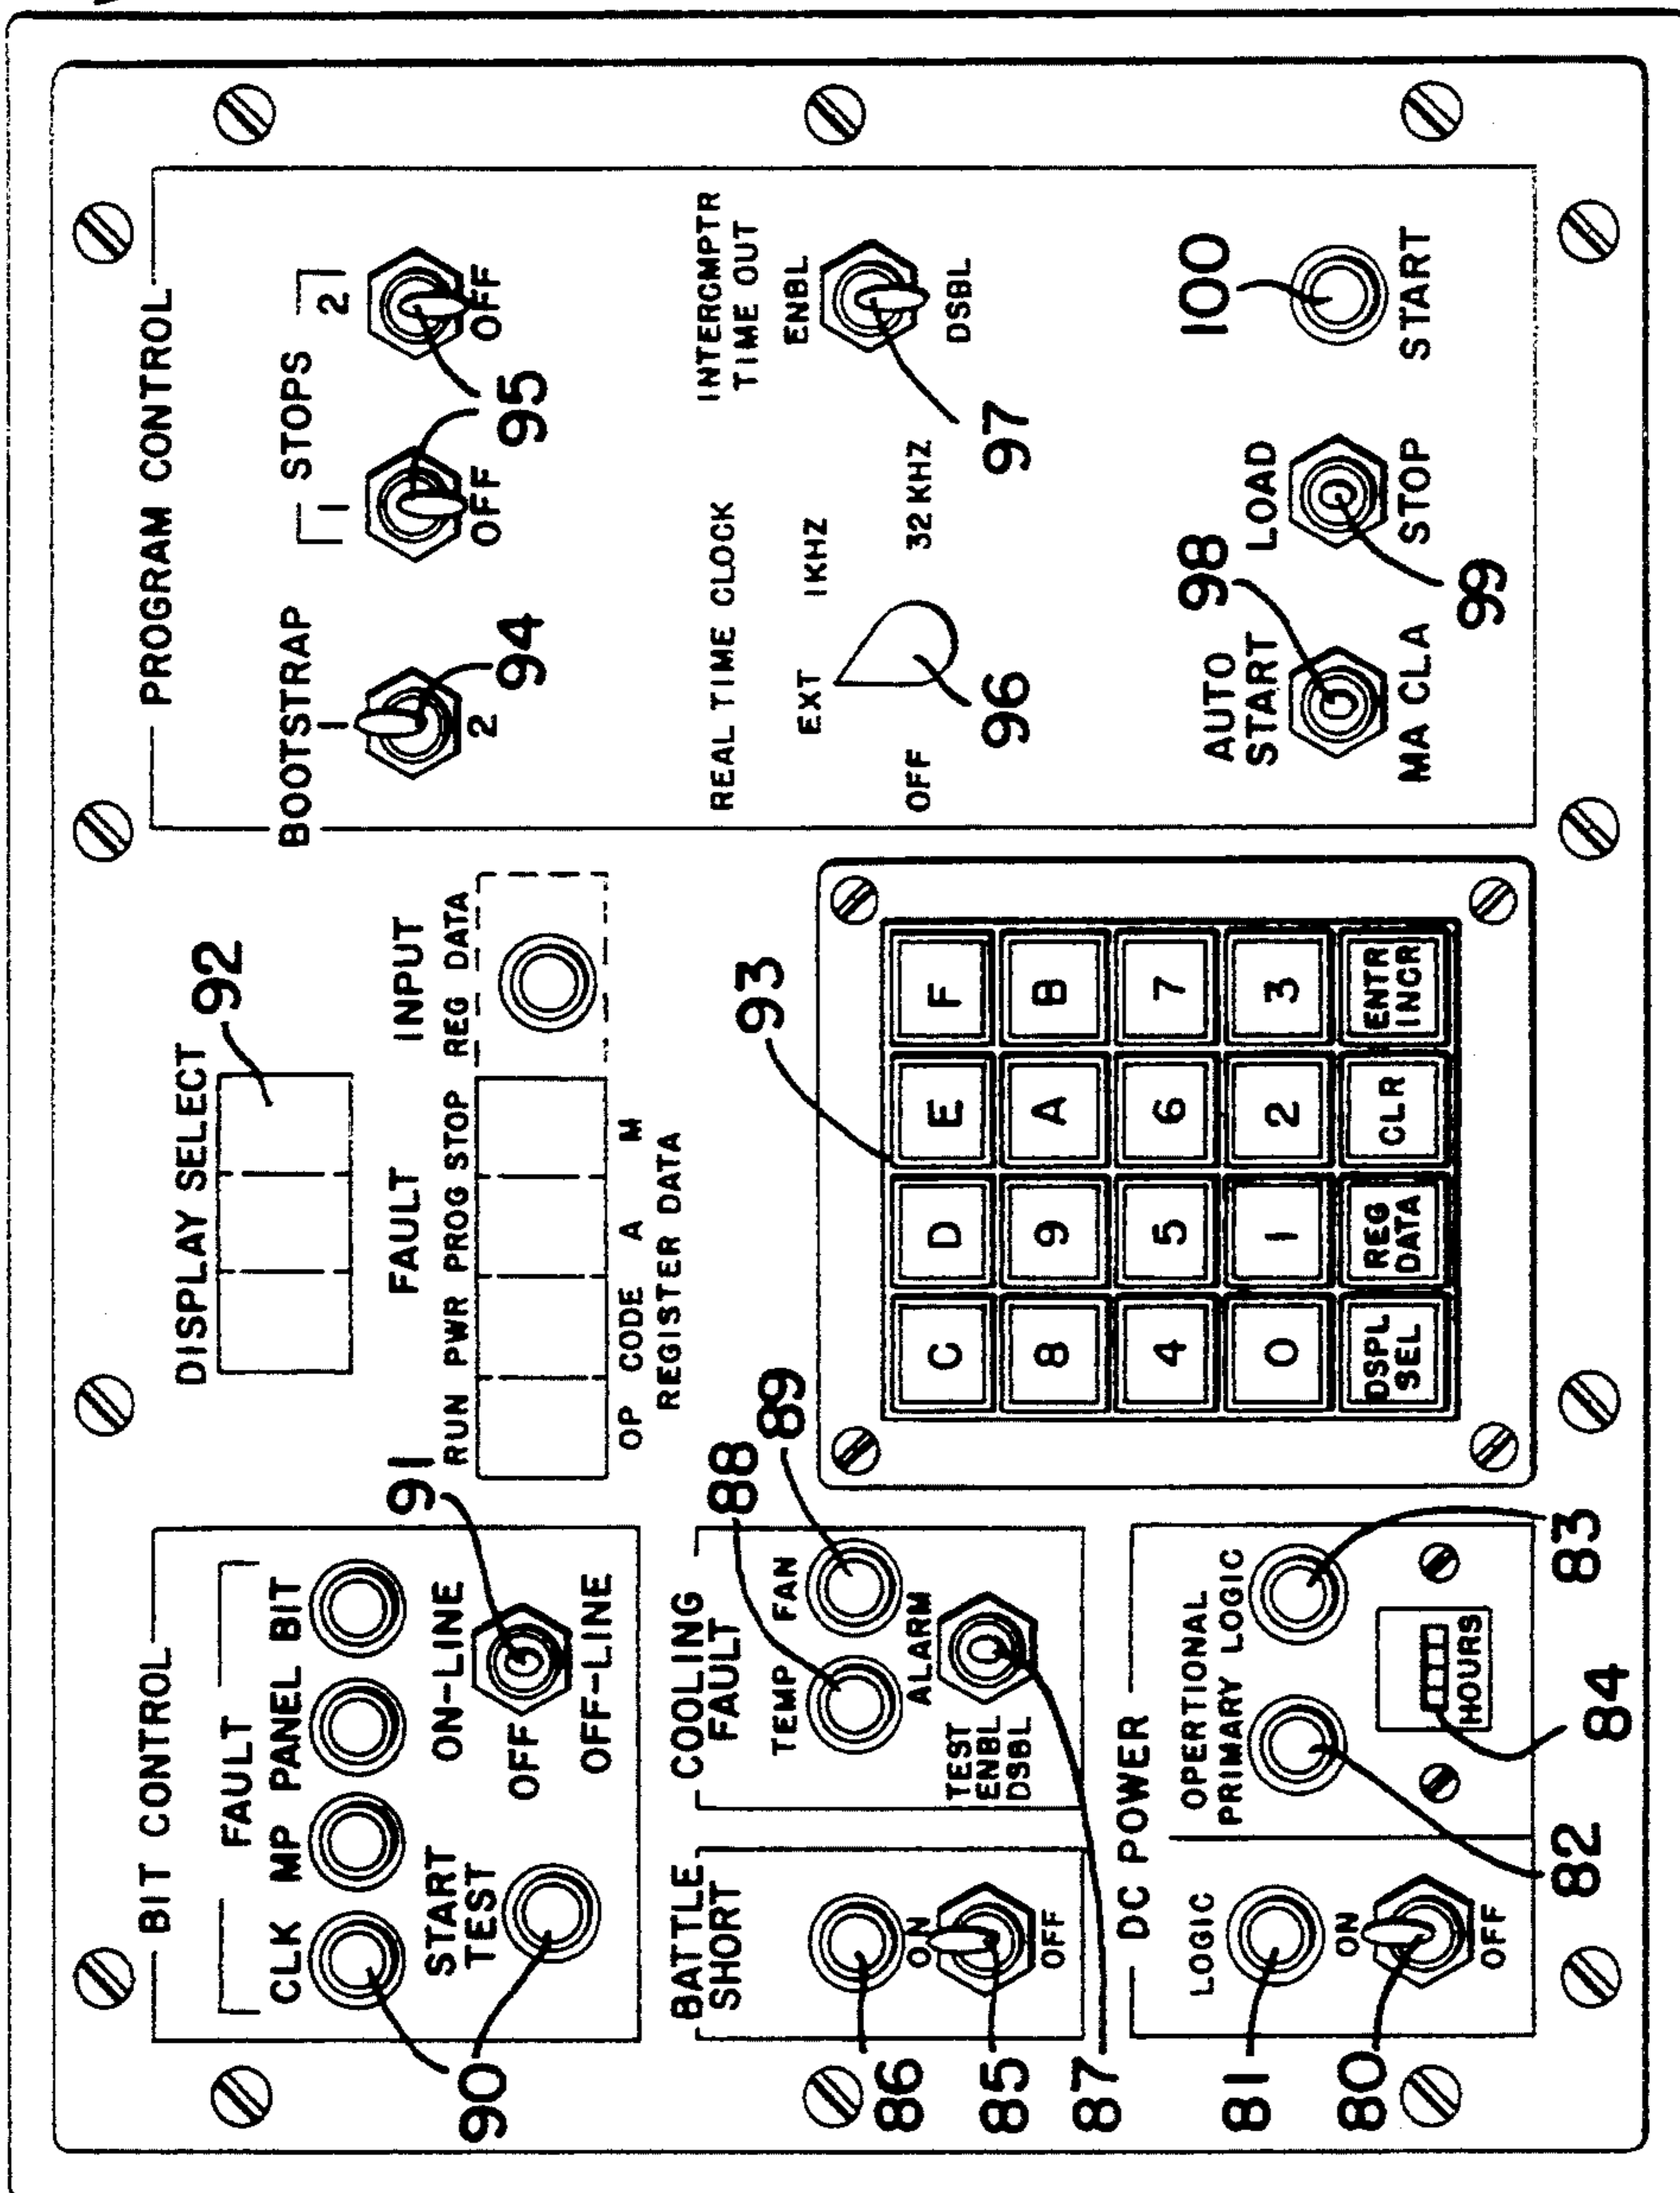 BIT CONTROL
FAULT
CLK MP PANEL BIT
START
TEST
ON-LINE
OFF
OFF-LINE
90
91
DISPLAY SELECT
92
FAULT
INPUT
RUN PWR PROG STOP REG DATA
OP CODE A M
REGISTER DATA
PROGRAM CONTROL
BOOTSTRAP
1
2
94
STOPS
1 2
OFF OFF
95
REAL TIME CLOCK
OFF EXT 1KHZ 32KHZ
96
INTERCMPTR
TIME OUT
ENBL
DSBL
97
AUTO
START
MA CLA
98
LOAD
STOP
99
100
START
BATTLE
SHORT
86
ON
OFF
85
COOLING
FAULT
TEMP FAN
88
89
ALARM
TEST
ENBL
DSBL
87
93
C D E F
8 9 A B
4 5 6 7
0 1 2 3
DSPL
SEL
REG
DATA
CLR
ENTR
INCR
DC POWER
LOGIC
81
ON
OFF
80
OPERTIONAL
PRIMARY LOGIC
82
83
HOURS
84